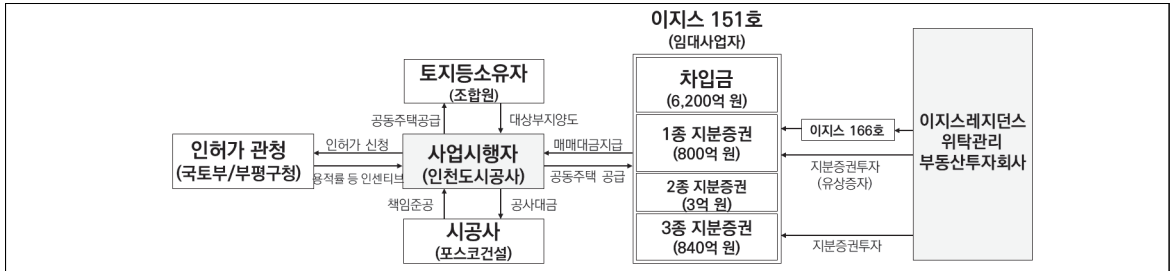 이지스 151호
(임대사업자)
토지등소유자
(조합원)
차입금
(6,200억 원)
공동주택공급
대상부지양도
이지스 166호
이지스레지던스
위탁관리
부동산투자회사
인허가 관청
(국토부/부평구청)
인허가 신청
용적률 등 인센티브
사업시행자
(인천도시공사)
매매대금지급
공동주택 공급
1종 지분증권
(800억 원)
지분증권투자
(유상증자)
2종 지분증권
(3억 원)
책임준공
공사대금
시공사
(포스코건설)
3종 지분증권
(840억 원)
지분증권투자